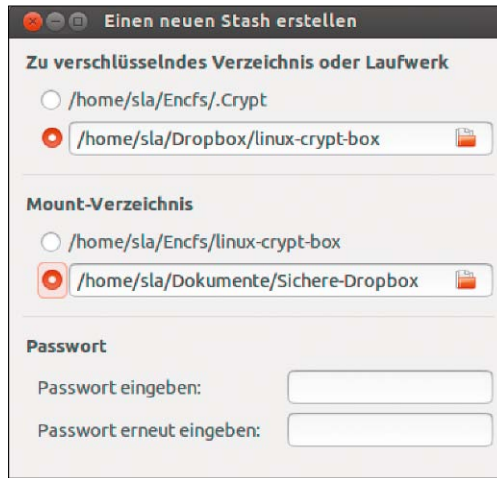 Einen neuen Stash erstellen
Zu verschlüsselndes Verzeichnis oder Laufwerk
/home/sla/Encfs/.Crypt
/home/sla/Dropbox/linux-crypt-box
Mount-Verzeichnis
/home/sla/Encfs/linux-crypt-box
/home/sla/Dokumente/Sichere-Dropbox
Passwort
Passwort eingeben:
Passwort erneut eingeben: